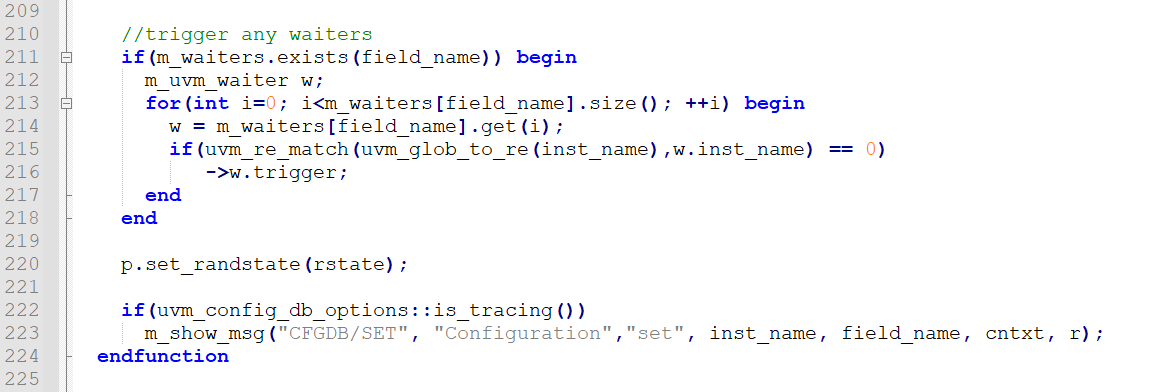 209
210 //trigger any waiters
211 if(m_waiters.exists(field_name)) begin
212 m_uvm_waiter w;
213 for(int i=0; i<m_waiters[field_name].size(); ++i) begin
214 w = m_waiters[field_name].get(i);
215 if(uvm_re_match(uvm_glob_to_re(inst_name),w.inst_name) == 0)
216 ->w.trigger;
217 end
218 end
219
220 p.set_randstate(rstate);
221
222 if(uvm_config_db_options::is_tracing())
223 m_show_msg("CFGDB/SET", "Configuration","set", inst_name, field_name, cntxt, r);
224 endfunction
225